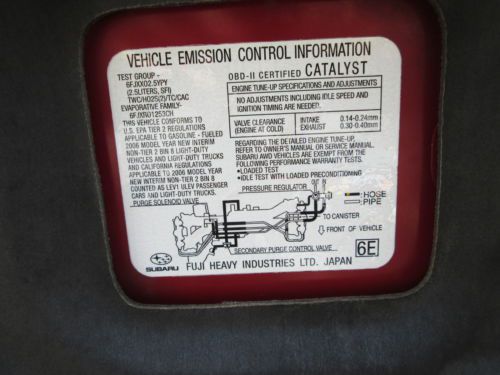 VEHICLE EMISSION CONTROL INFORMATION
TEST GROUP-
6FJXX02.5YPY
(2.5LITERS, SFI)
TWC/HO2S(2)/TC/CAC
EVAPORATIVE FAMILY-
6FJXR01253CH
THIS VEHICLE CONFORMS TO
U.S. EPA TIER 2 REGULATIONS
APPLICABLE TO GASOLINE - FUELED
2006 MODEL YEAR NEW INTERIM
NON-TIER 2 BIN 8 LIGHT-DUTY
VEHICLES AND LIGHT-DUTY TRUCKS
AND CALIFORNIA REGULATIONS
APPLICABLE TO 2006 MODEL YEAR
NEW INTERIM NON-TIER 2 BIN 8
COUNTED AS LEV1 ULEV PASSENGER
CARS AND LIGHT-DUTY TRUCKS.
OBD-II CERTIFIED CATALYST
ENGINE TUNE-UP SPECIFICATIONS AND ADJUSTMENTS
NO ADJUSTMENTS INCLUDING IDLE SPEED AND
IGNITION TIMING ARE NEEDED.
VALVE CLEARANCE INTAKE 0.14-0.24mm
(ENGINE AT COLD) EXHAUST 0.30-0.40mm
REGARDING THE DETAILED ENGINE TUNE-UP,
REFER TO OWNER'S MANUAL OR SERVICE MANUAL.
SUBARU AWD VEHICLES ARE EXEMPT FROM THE
FOLLOWING PERFORMANCE WARRANTY TESTS.
•LOADED TEST
•IDLE TEST WITH LOADED PRECONDITIONING
PURGE SOLENOID VALVE
PRESSURE REGULATOR
HOSE
PIPE
TO CANISTER
FRONT OF VEHICLE
SECONDARY PURGE CONTROL VALVE
6E
SUBARU
FUJI HEAVY INDUSTRIES LTD. JAPAN